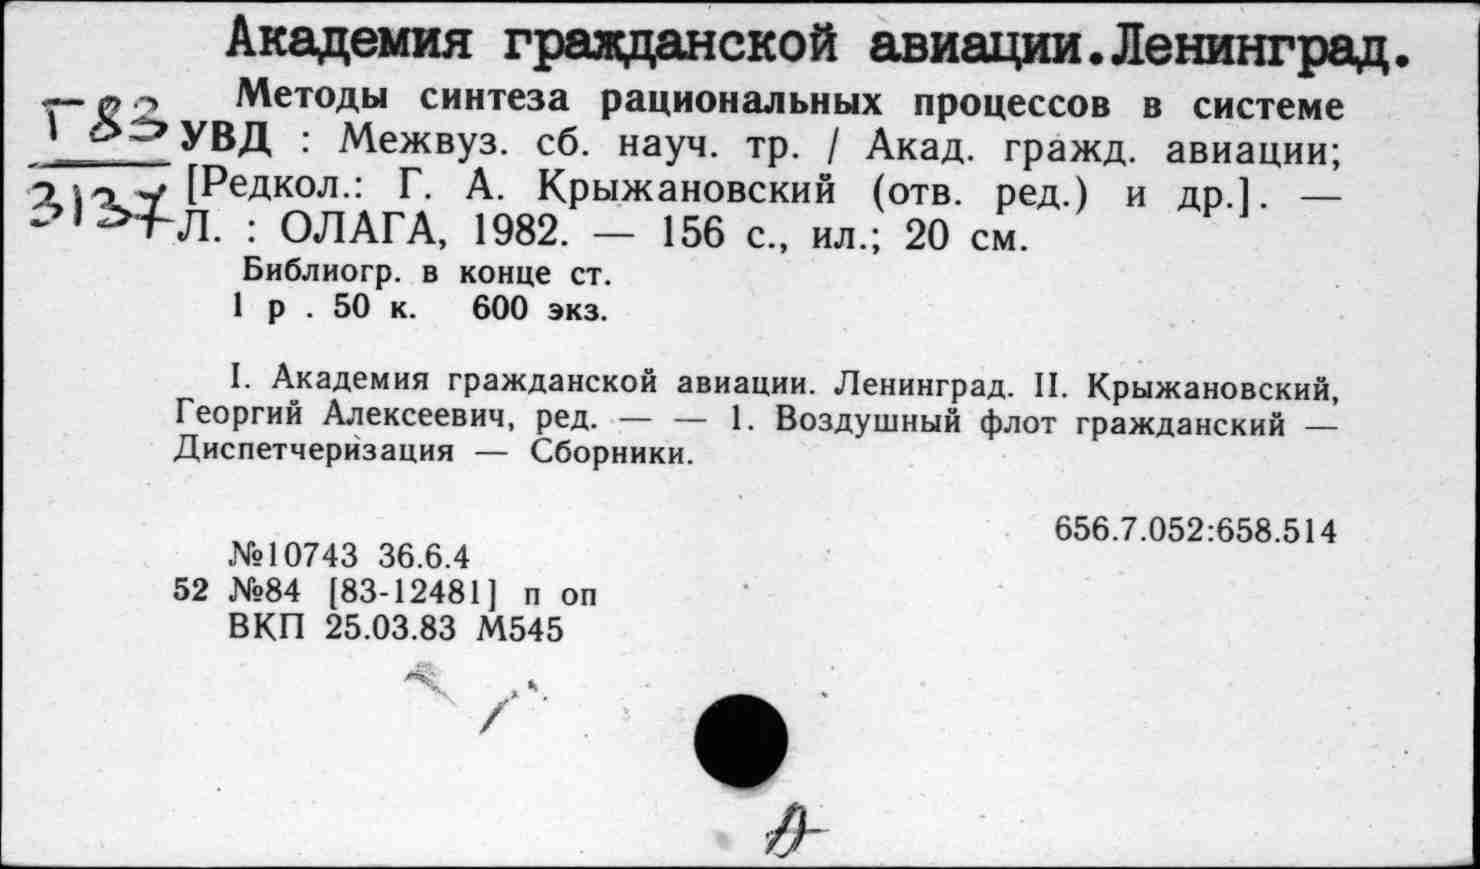 Академия гражданской авиации.Ленинград.
Методы синтеза рациональных процессов в системе
Г 83
УВД : Межвуз. сб. науч. тр. / Акад. гражд. авиации;
[Редкол.: Г. А. Крыжановский (отв. ред.) и др.]. —
3137
Л. : ОЛАГА, 1982. — 156 с., ил.; 20 см.
Библиогр. в конце ст.
1 р . 50 к. 600 экз.
I. Академия гражданской авиации. Ленинград. II. Крыжановский,
Георгий Алексеевич, ред. — — 1. Воздушный флот гражданский —
Диспетчеризация — Сборники.
656.7.052:658.514
№10743 36.6.4
52 №84 [83-12481] п оп
ВКП 25.03.83 М545